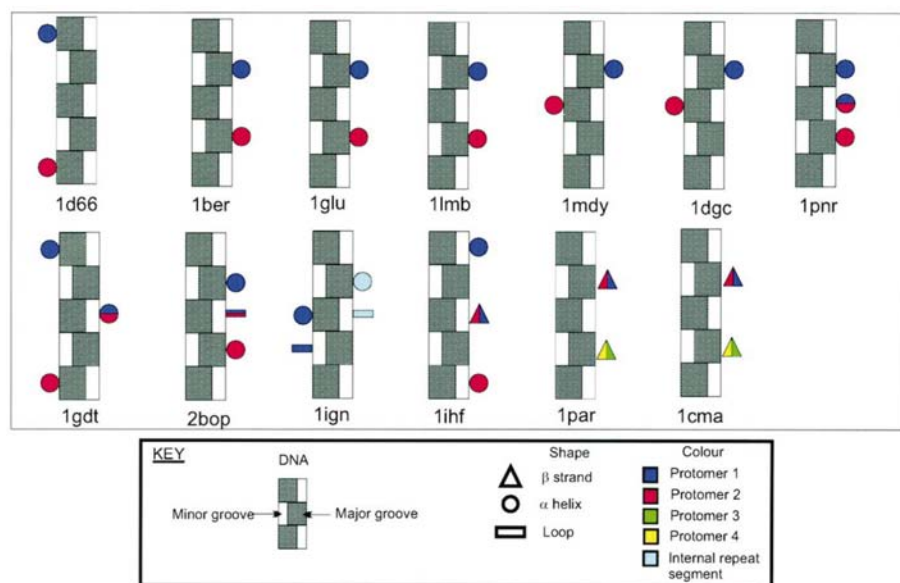 1d66 1ber 1glu 1lmb 1mdy 1dgc 1pnr
1gdt 2bop 1ign 1ihf 1par 1cma
KEY
DNA
Minor groove
Major groove
Shape
β strand
α helix
Loop
Colour
Protomer 1
Protomer 2
Protomer 3
Protomer 4
Internal repeat
segment